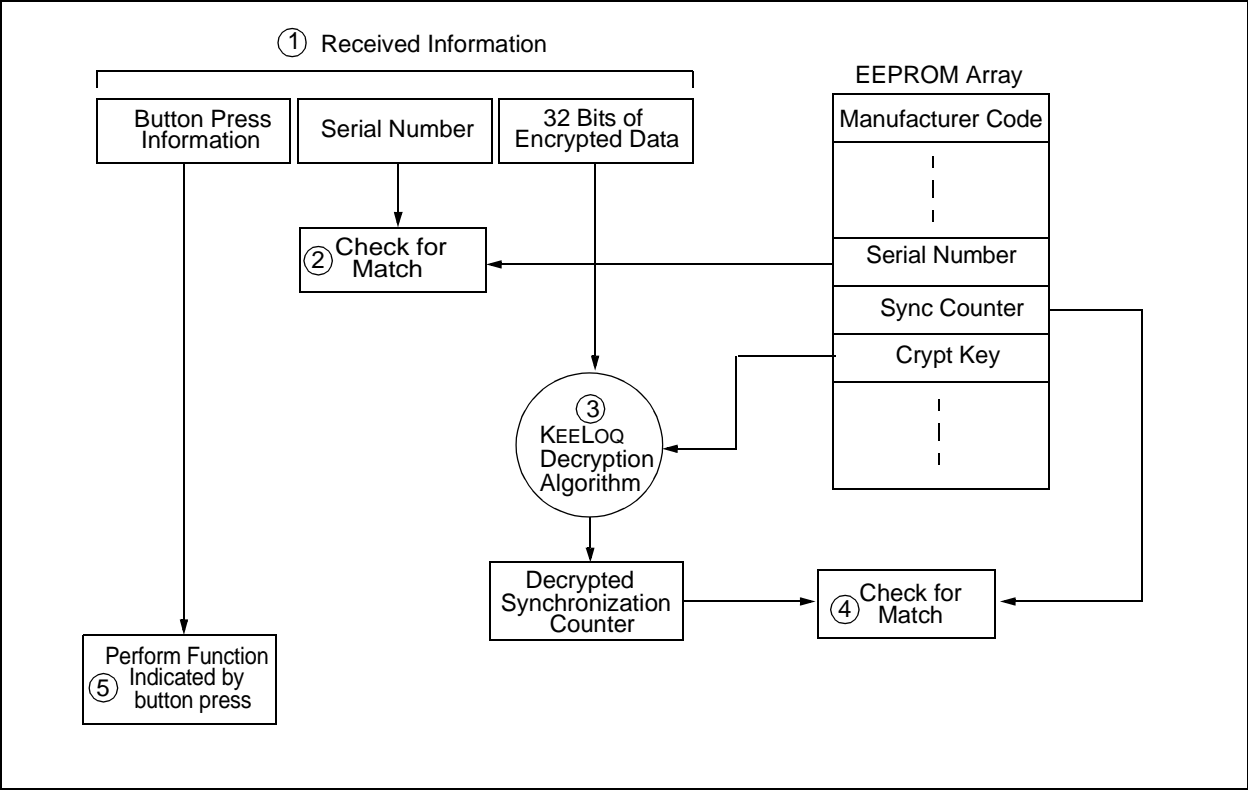 1 Received Information
EEPROM Array
Button Press
Information
Serial Number
32 Bits of
Encrypted Data
Manufacturer Code
Serial Number
Sync Counter
Crypt Key
2 Check for
Match
3
KEELOQ
Decryption
Algorithm
Decrypted
Synchronization
Counter
4 Check for
Match
Perform Function
5 Indicated by
button press